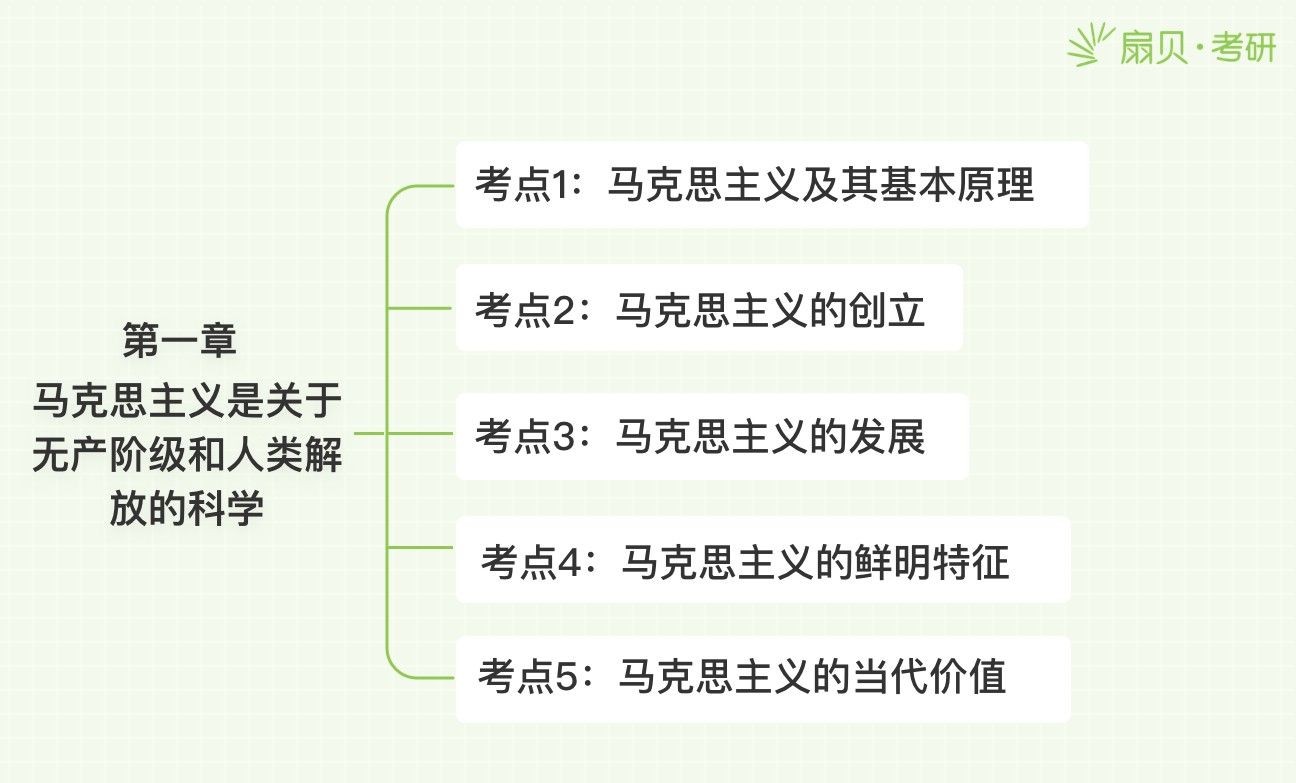 扇贝·考研
考点1：马克思主义及其基本原理
考点2：马克思主义的创立
第一章
马克思主义是关于
无产阶级和人类解
放的科学
考点3：马克思主义的发展
考点4：马克思主义的鲜明特征
考点5：马克思主义的当代价值